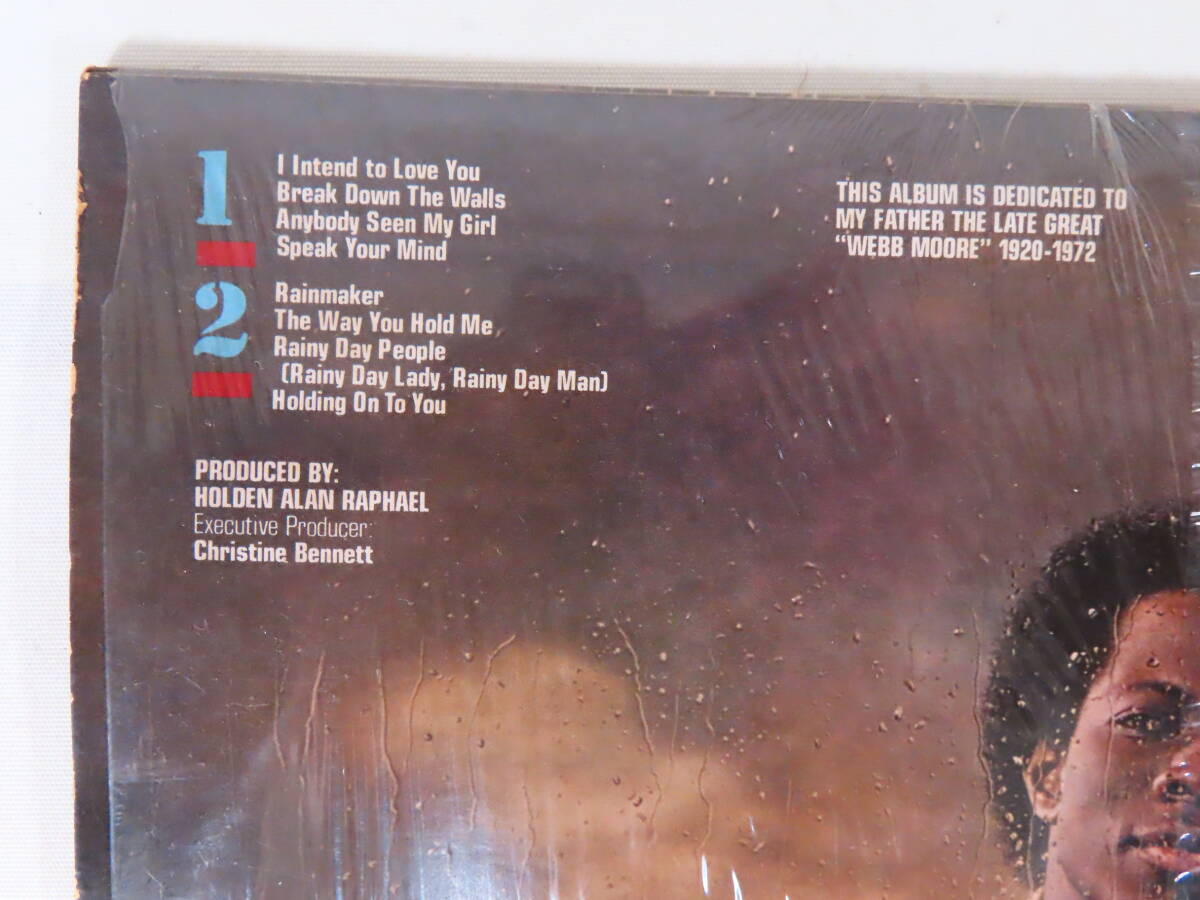 1
I Intend to Love You
Break Down The Walls
Anybody Seen My Girl
Speak Your Mind
2
Rainmaker
The Way You Hold Me
Rainy Day People
(Rainy Day Lady, Rainy Day Man)
Holding On To You
PRODUCED BY:
HOLDEN ALAN RAPHAEL
Executive Producer:
Christine Bennett
THIS ALBUM IS DEDICATED TO
MY FATHER THE LATE GREAT
"WEBB MOORE" 1920-1972